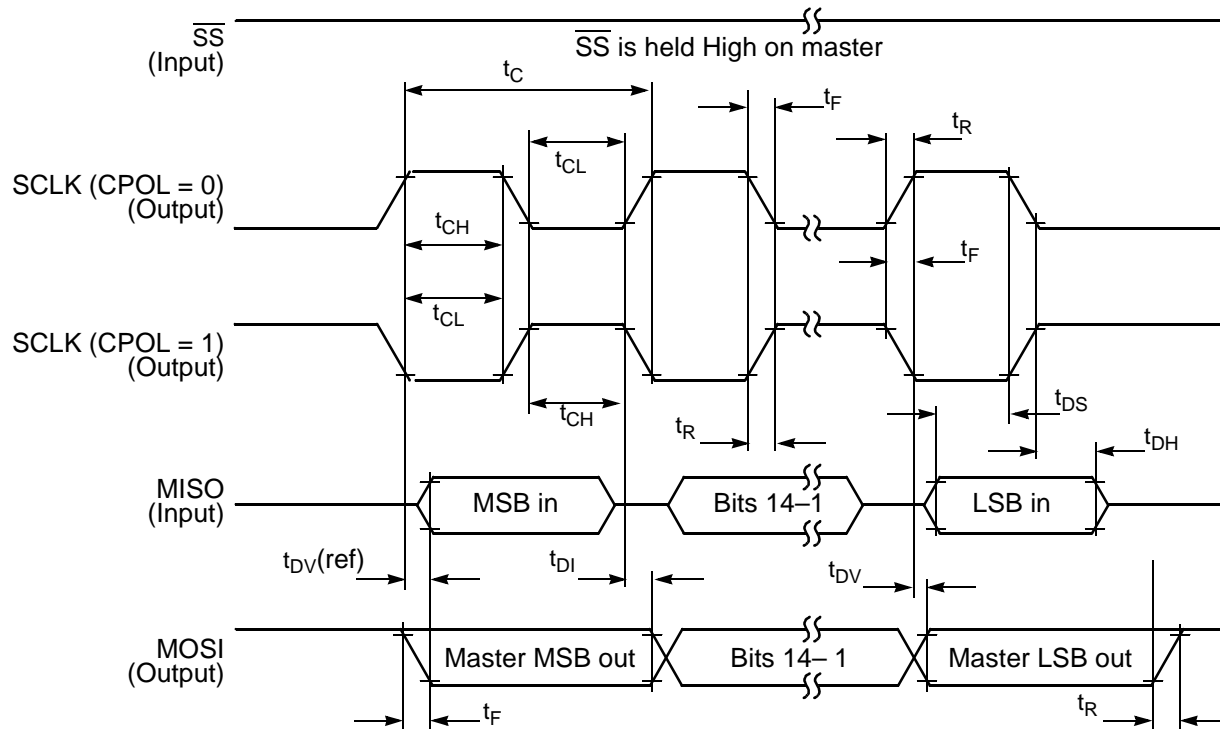 SS
(Input)
SS is held High on master
tC
tF
tR
tCL
SCLK (CPOL = 0)
(Output)
tCH
tF
tCL
SCLK (CPOL = 1)
(Output)
tCH
tR
tDS
tDH
MISO
(Input)
MSB in
Bits 14–1
LSB in
tDV(ref)
tDI
tDV
MOSI
(Output)
Master MSB out
Bits 14– 1
Master LSB out
tF
tR